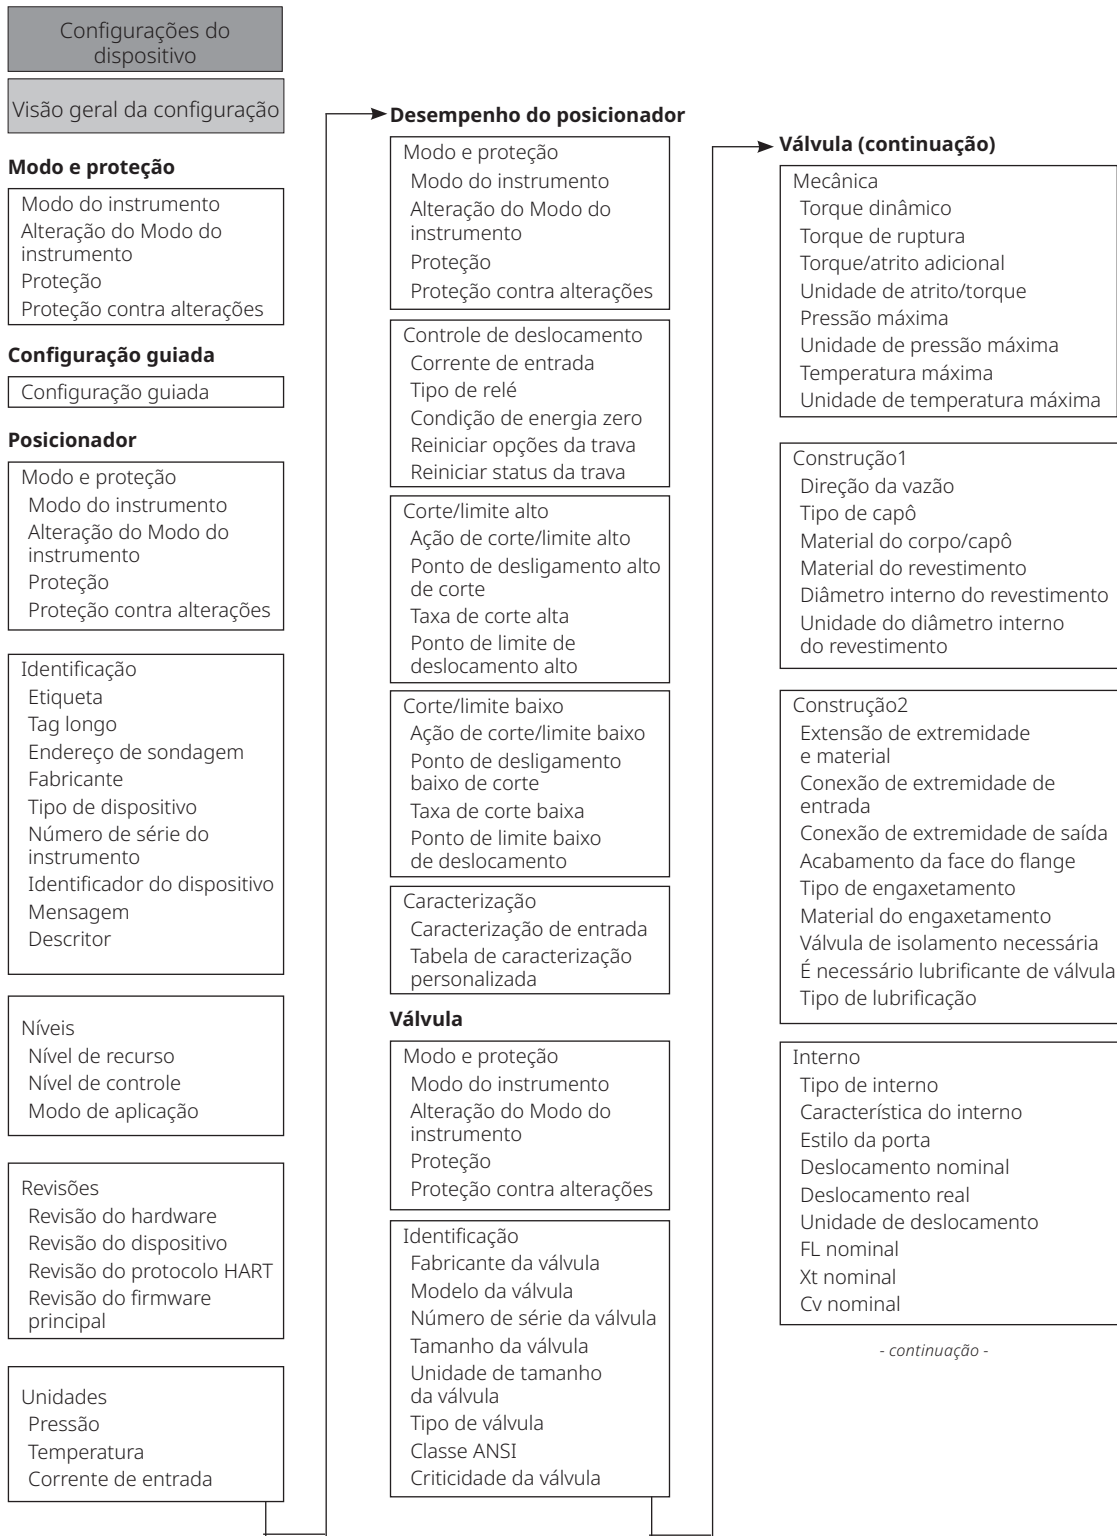 Configurações do
dispositivo
Visão geral da configuração
Modo e proteção
Modo do instrumento
Alteração do Modo do
instrumento
Proteção
Proteção contra alterações
Configuração guiada
Configuração guiada
Posicionador
Modo e proteção
Modo do instrumento
Alteração do Modo do
instrumento
Proteção
Proteção contra alterações
Identificação
Etiqueta
Tag longo
Endereço de sondagem
Fabricante
Tipo de dispositivo
Número de série do
instrumento
Identificador do dispositivo
Mensagem
Descritor
Níveis
Nível de recurso
Nível de controle
Modo de aplicação
Revisões
Revisão do hardware
Revisão do dispositivo
Revisão do protocolo HART
Revisão do firmware
principal
Unidades
Pressão
Temperatura
Corrente de entrada
Desempenho do posicionador
Modo e proteção
Modo do instrumento
Alteração do Modo do
instrumento
Proteção
Proteção contra alterações
Controle de deslocamento
Corrente de entrada
Tipo de relé
Condição de energia zero
Reiniciar opções da trava
Reiniciar status da trava
Corte/limite alto
Ação de corte/limite alto
Ponto de desligamento alto
de corte
Taxa de corte alta
Ponto de limite de
deslocamento alto
Corte/limite baixo
Ação de corte/limite baixo
Ponto de desligamento
baixo de corte
Taxa de corte baixa
Ponto de limite baixo
de deslocamento
Caracterização
Caracterização de entrada
Tabela de caracterização
personalizada
Válvula
Modo e proteção
Modo do instrumento
Alteração do Modo do
instrumento
Proteção
Proteção contra alterações
Identificação
Fabricante da válvula
Modelo da válvula
Número de série da válvula
Tamanho da válvula
Unidade de tamanho
da válvula
Tipo de válvula
Classe ANSI
Criticidade da válvula
Válvula (continuação)
Mecânica
Torque dinâmico
Torque de ruptura
Torque/atrito adicional
Unidade de atrito/torque
Pressão máxima
Unidade de pressão máxima
Temperatura máxima
Unidade de temperatura máxima
Construção1
Direção da vazão
Tipo de capô
Material do corpo/capô
Material do revestimento
Diâmetro interno do revestimento
Unidade do diâmetro interno
do revestimento
Construção2
Extensão de extremidade
e material
Conexão de extremidade de
entrada
Conexão de extremidade de saída
Acabamento da face do flange
Tipo de engaxetamento
Material do engaxetamento
Válvula de isolamento necessária
É necessário lubrificante de válvula
Tipo de lubrificação
Interno
Tipo de interno
Característica do interno
Estilo da porta
Deslocamento nominal
Deslocamento real
Unidade de deslocamento
FL nominal
Xt nominal
Cv nominal
- continuação -